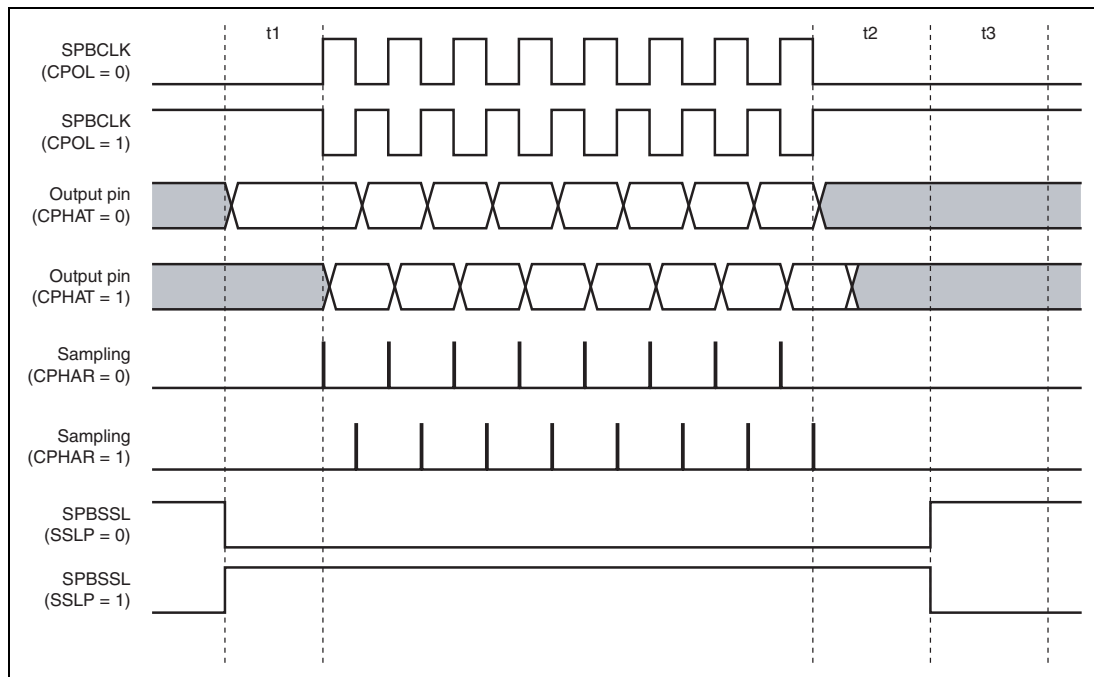 t1
t2
t3
SPBCLK
(CPOL = 0)
SPBCLK
(CPOL = 1)
Output pin
(CPHAT = 0)
Output pin
(CPHAT = 1)
Sampling
(CPHAR = 0)
Sampling
(CPHAR = 1)
SPBSSL
(SSLP = 0)
SPBSSL
(SSLP = 1)